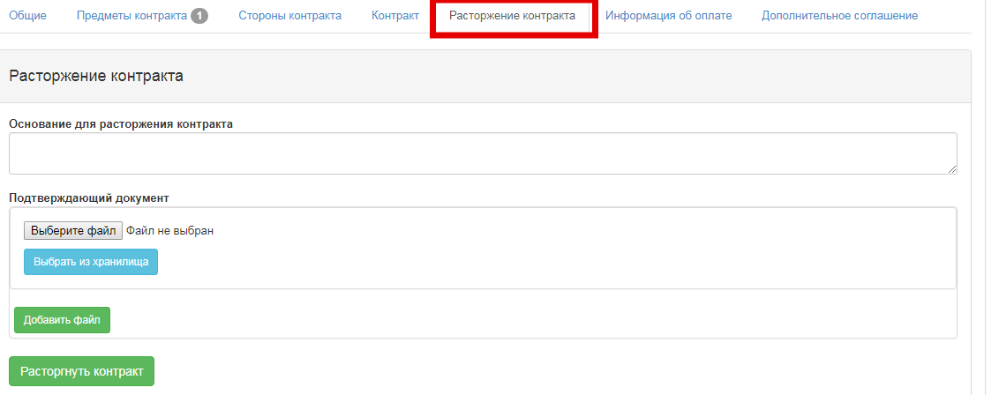 Общие Предметы контракта 1 Стороны контракта Контракт Расторжение контракта Информация об оплате Дополнительное соглашение
Расторжение контракта
Основание для расторжения контракта
Подтверждающий документ
Выберите файл Файл не выбран
Выбрать из хранилища
Добавить файл
Расторгнуть контракт